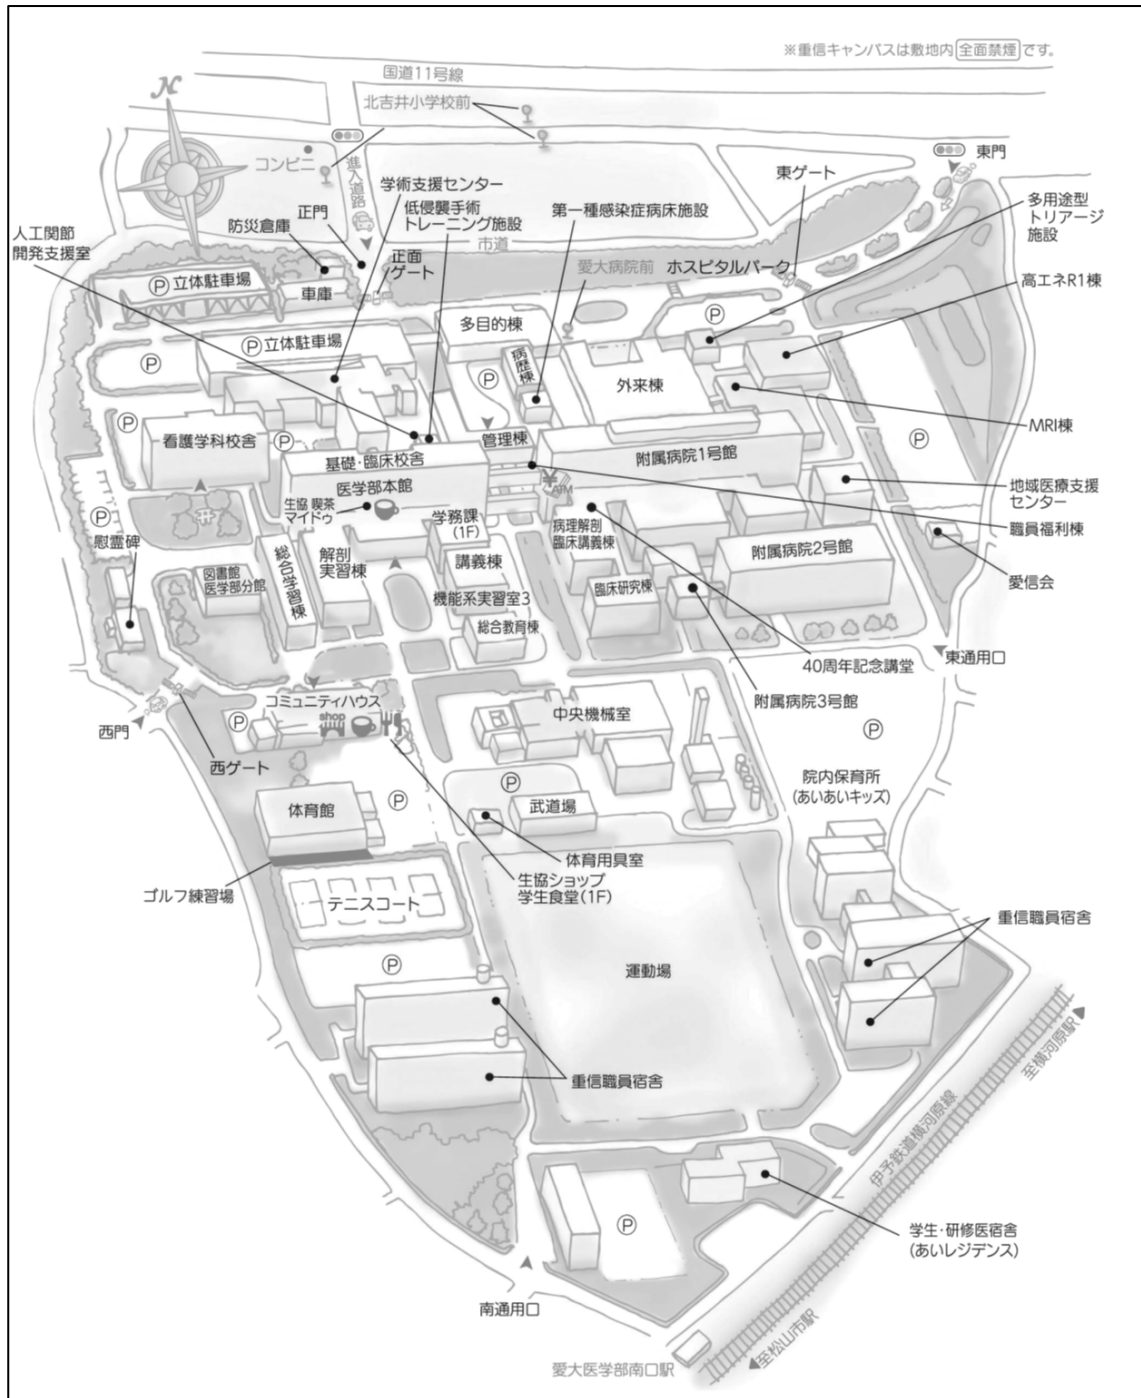 ※重信キャンパスは敷地内全面禁煙です。
国道11号線
N
北吉井小学校前
コンビニ
進入道路
東門
東ゲート
学術支援センター
正門
低侵襲手術
トレーニング施設
第一種感染症病床施設
多用途型
トリアージ
施設
防災倉庫
人工関節
開発支援室
市道
正面
ゲート
愛大病院前
ホスピタルパーク
P立体駐車場
車庫
高エネR1棟
P
多目的棟
P立体駐車場
病歴棟
P
P
外来棟
P
MRI棟
P
看護学科校舎
P
管理棟
基礎・臨床校舎
附属病院1号館
医学部本館
地域医療支援
センター
ATM
生協 喫茶
マイドゥ
P
学務課
(1F)
病理解剖
臨床講義棟
職員福利棟
慰霊碑
総合学習棟
解剖
実習棟
講義棟
附属病院2号館
図書館
医学部分館
愛信会
臨床研究棟
機能系実習室3
総合教育棟
40周年記念講堂
東通用口
コミュニティハウス
附属病院3号館
shop
中央機械室
P
西門
P
西ゲート
院内保育所
(あいあいキッズ)
P
体育館
P
武道場
体育用具室
ゴルフ練習場
生協ショップ
学生食堂(1F)
テニスコート
重信職員宿舎
P
運動場
至横河原駅
重信職員宿舎
伊予鉄道横河原線
P
学生・研修医宿舎
(あいレジデンス)
南通用口
至松山市駅
愛大医学部南口駅